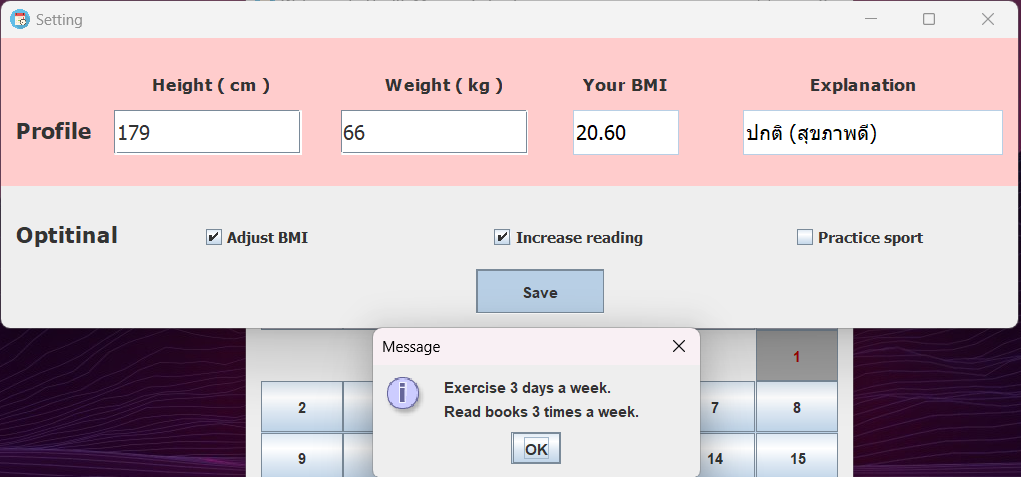 Setting
Height ( cm )
Weight ( kg )
Your BMI
Explanation
Profile
179
66
20.60
ปกติ (สุขภาพดี)
Optitinal
Adjust BMI
Increase reading
Practice sport
Save
Message
1
Exercise 3 days a week.
Read books 3 times a week.
OK
2
7
8
9
14
15